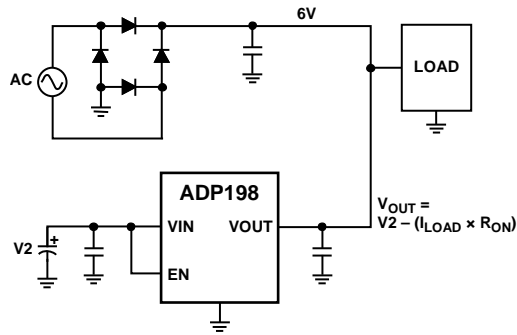 6V
LOAD
AC
ADP198
VIN
VOUT
EN
V2
+
VOUT =
V2 – (ILOAD × RON)